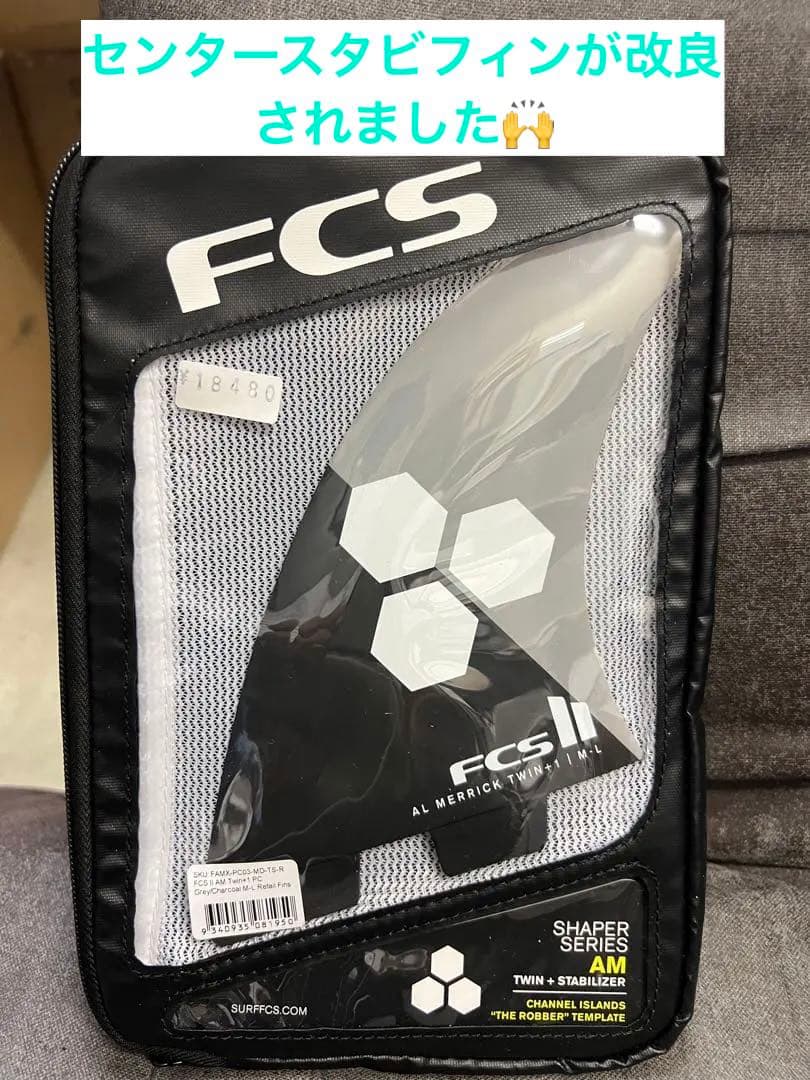 センタースタビフィンが改良
されました🙌
FCS
¥18480
FCS II
AL MERRICK TWIN+1 | M-L
SKU: FAMX-PC03-MD-TS-R
FCS II AM Twin+1 PC
Grey/Charcoal M-L Retail Fins
9 340935 081950
SHAPER
SERIES
AM
TWIN + STABILIZER
CHANNEL ISLANDS
"THE ROBBER" TEMPLATE
SURFFCS.COM